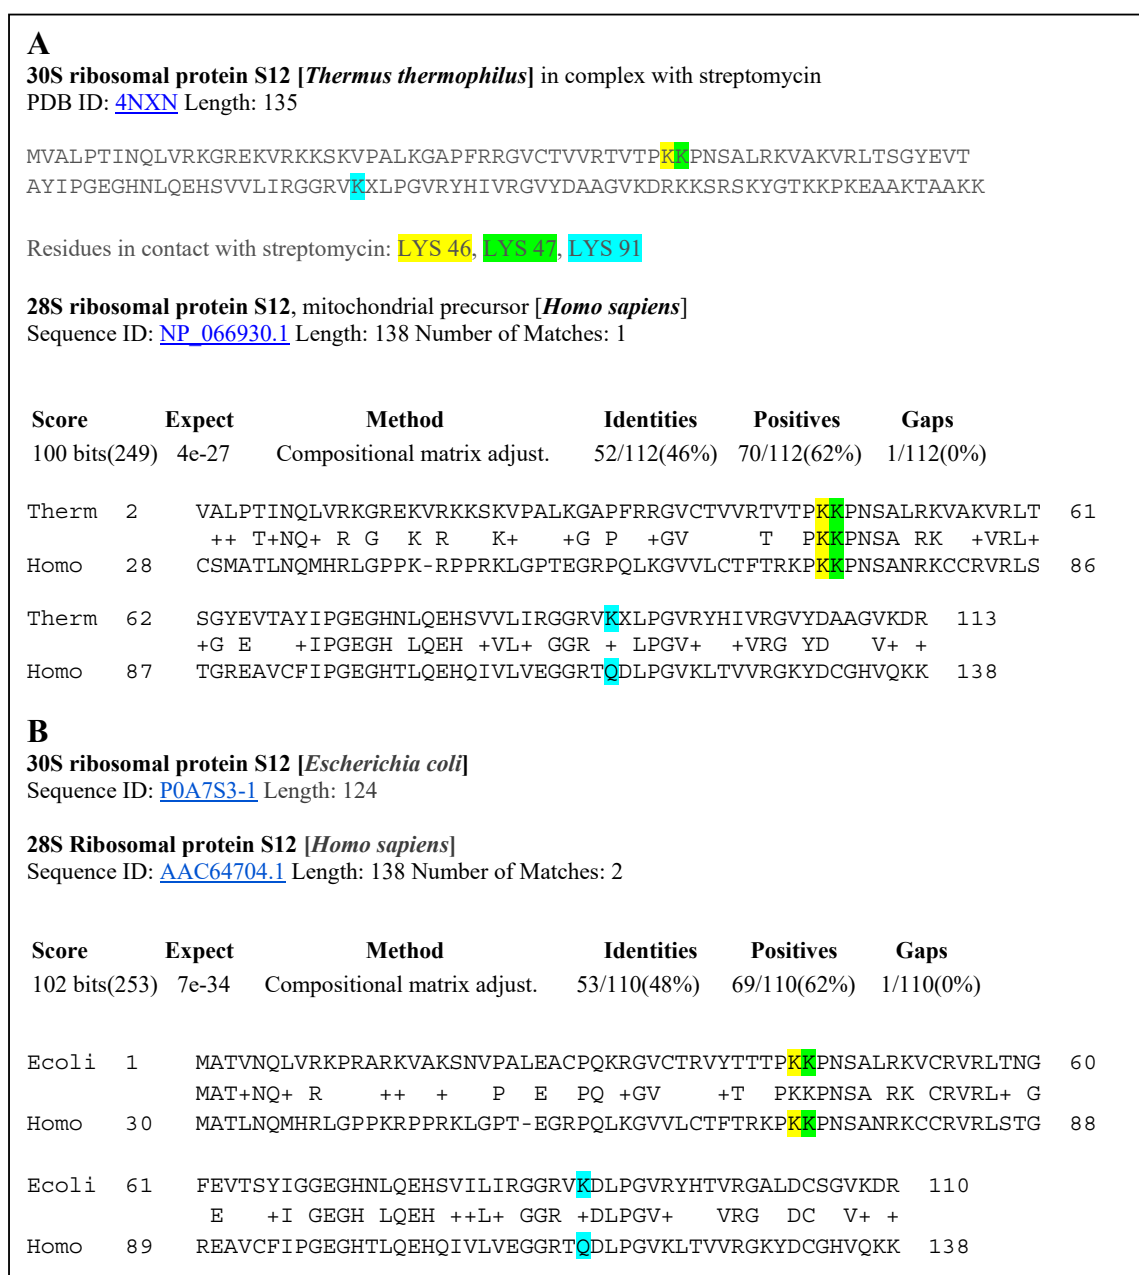 A
30S ribosomal protein S12 [Thermus thermophilus] in complex with streptomycin
PDB ID: 4NXN Length: 135
MVALPTINQLVRKGREKVRKKSKVPALKGAPFRRGVCTVVRTVTPKKPNSALRKVAKVRLTSGYEVT
AYIPGEGHNLQEHSVVLIRGGRVKXLPGVRYHIVRGVYDAAGVKDRKKSRSKYGTKKPKEAAKTAAKK
Residues in contact with streptomycin: LYS 46, LYS 47, LYS 91
28S ribosomal protein S12, mitochondrial precursor [Homo sapiens]
Sequence ID: NP_066930.1 Length: 138 Number of Matches: 1
Score Expect Method Identities Positives Gaps
100 bits(249) 4e-27 Compositional matrix adjust. 52/112(46%) 70/112(62%) 1/112(0%)
Therm 2 VALPTINQLVRKGREKVRKKSKVPALKGAPFRRGVCTVVRTVTPKKPNSALRKVAKVRLT 61
++ T+NQ+ R G K R K+ +G P +GV T PKKPNSA RK +VRL+
Homo 28 CSMATLNQMHRLGPPK-RPPRKLGPTEGRPQLKGVVLCTFTRKPKKPNSANRKCCRVRLS 86
Therm 62 SGYEVTAYIPGEGHNLQEHSVVLIRGGRVKXLPGVRYHIVRGVYDAAGVKDR 113
+G E +IPGEGH LQEH +VL+ GGR + LPGV+ +VRG YD V+ +
Homo 87 TGREAVCFIPGEGHTLQEHQIVLVEGGRTQDLPGVKLTVVRGKYDCGHVQKK 138
B
30S ribosomal protein S12 [Escherichia coli]
Sequence ID: P0A7S3-1 Length: 124
28S Ribosomal protein S12 [Homo sapiens]
Sequence ID: AAC64704.1 Length: 138 Number of Matches: 2
Score Expect Method Identities Positives Gaps
102 bits(253) 7e-34 Compositional matrix adjust. 53/110(48%) 69/110(62%) 1/110(0%)
Ecoli 1 MATVNQLVRKPRARKVAKSNVPALEACPQKRGVCTRVYTTTPKKPNSALRKVCRVRLTNG 60
MAT+NQ+ R ++ + P E PQ +GV +T PKKPNSA RK CRVRL+ G
Homo 30 MATLNQMHRLGPPKRPPRKLGPT-EGRPQLKGVVLCTFTRKPKKPNSANRKCCRVRLSTG 88
Ecoli 61 FEVTSYIGGEGHNLQEHSVILIRGGRVKDLPGVRYHTVRGALDCSGVKDR 110
E +I GEGH LQEH ++L+ GGR +DLPGV+ VRG DC V+ +
Homo 89 REAVCFIPGEGHTLQEHQIVLVEGGRTQDLPGVKLTVVRGKYDCGHVQKK 138